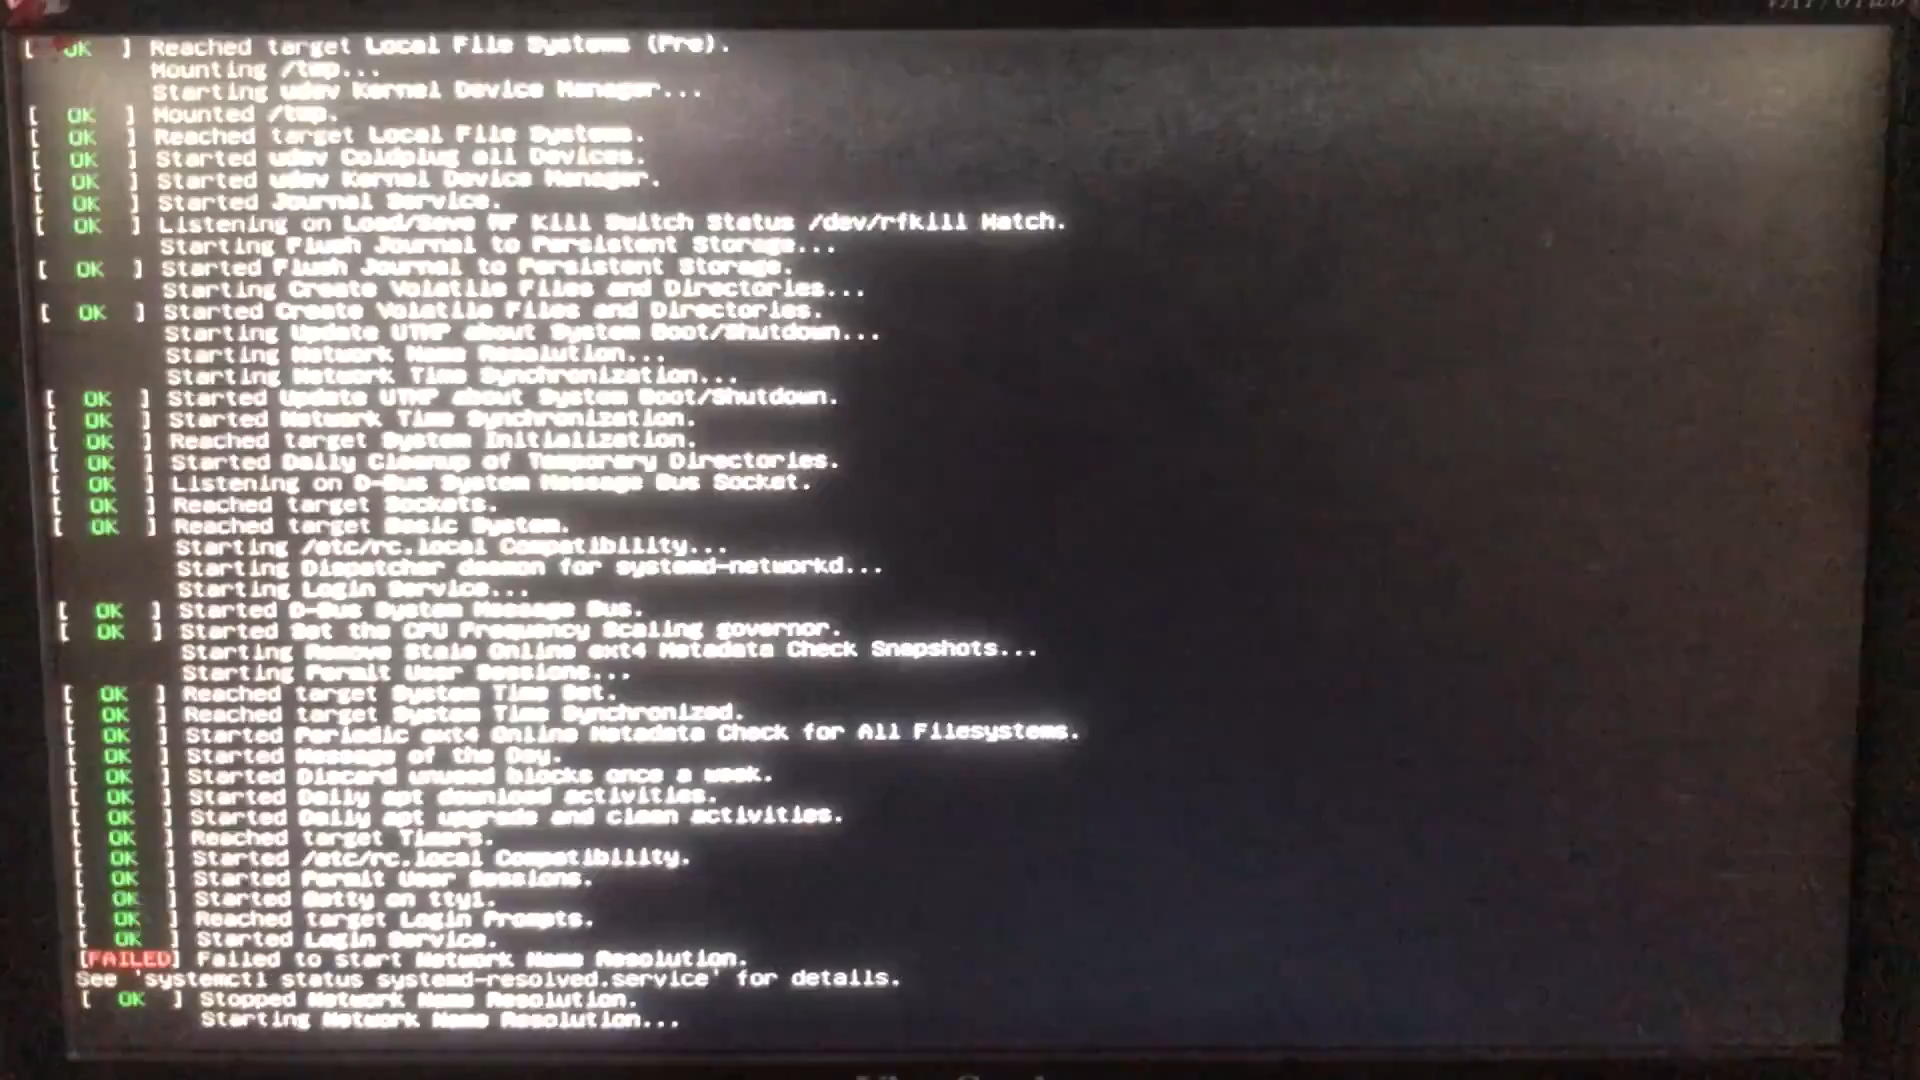 [ OK ] Reached target Local File Systems (Pre).
Mounting /tmp...
Starting udev Kernel Device Manager...
[ OK ] Mounted /tmp.
[ OK ] Reached target Local File Systems.
[ OK ] Started udev Coldplug all Devices.
[ OK ] Started udev Kernel Device Manager.
[ OK ] Started Journal Service.
[ OK ] Listening on Load/Save RF Kill Switch Status /dev/rfkill Watch.
Starting Flush Journal to Persistent Storage...
[ OK ] Started Flush Journal to Persistent Storage.
Starting Create Volatile Files and Directories...
[ OK ] Started Create Volatile Files and Directories.
Starting Update UTMP about System Boot/Shutdown...
Starting Network Name Resolution...
Starting Network Time Synchronization...
[ OK ] Started Update UTMP about System Boot/Shutdown.
[ OK ] Started Network Time Synchronization.
[ OK ] Reached target System Initialization.
[ OK ] Started Daily Cleanup of Temporary Directories.
[ OK ] Listening on D-Bus System Message Bus Socket.
[ OK ] Reached target Sockets.
[ OK ] Reached target Basic System.
Starting /etc/rc.local Compatibility...
Starting Dispatcher daemon for systemd-networkd...
Starting Login Service...
[ OK ] Started D-Bus System Message Bus.
[ OK ] Started Set the CPU Frequency Scaling governor.
Starting Remove Stale Online ext4 Metadata Check Snapshots...
Starting Permit User Sessions...
[ OK ] Reached target System Time Set.
[ OK ] Reached target System Time Synchronized.
[ OK ] Started Periodic ext4 Online Metadata Check for All Filesystems.
[ OK ] Started Message of the Day.
[ OK ] Started Discard unused blocks once a week.
[ OK ] Started Daily apt download activities.
[ OK ] Started Daily apt upgrade and clean activities.
[ OK ] Reached target Timers.
[ OK ] Started /etc/rc.local Compatibility.
[ OK ] Started Permit User Sessions.
[ OK ] Started Getty on tty1.
[ OK ] Reached target Login Prompts.
[ OK ] Started Login Service.
[FAILED] Failed to start Network Name Resolution.
See 'systemctl status systemd-resolved.service' for details.
[ OK ] Stopped Network Name Resolution.
Starting Network Name Resolution...